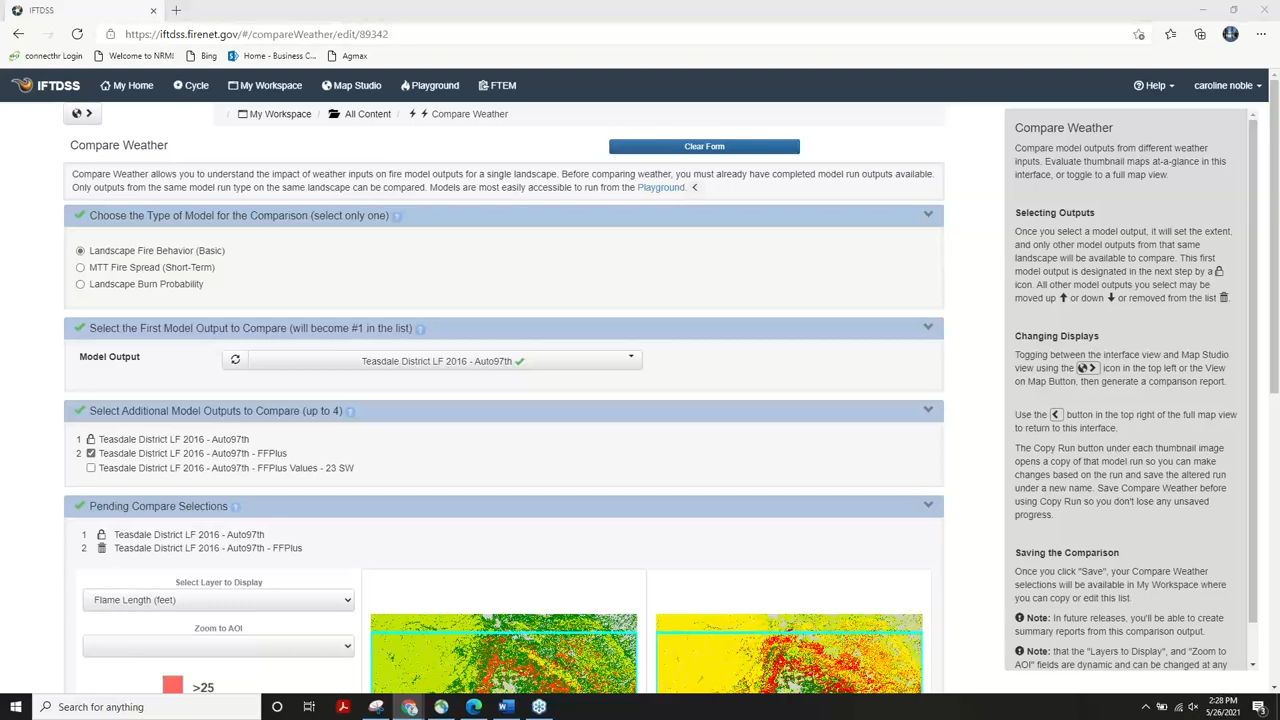 IFTDSS
https://iftdss.firenet.gov/#/compareWeather/edit/89342
connecthr Login
Welcome to NRMI
Bing
Home - Business C...
Agmax
IFTDSS
My Home
Cycle
My Workspace
Map Studio
Playground
FTEM
Help
caroline noble
My Workspace
All Content
Compare Weather
Compare Weather
Clear Form
Compare Weather allows you to understand the impact of weather inputs on fire model outputs for a single landscape. Before comparing weather, you must already have completed model run outputs available.
Only outputs from the same model run type on the same landscape can be compared. Models are most easily accessible to run from the Playground.
Choose the Type of Model for the Comparison (select only one)
Landscape Fire Behavior (Basic)
MTT Fire Spread (Short-Term)
Landscape Burn Probability
Select the First Model Output to Compare (will become #1 in the list)
Model Output
Teasdale District LF 2016 - Auto97th
Select Additional Model Outputs to Compare (up to 4)
1 Teasdale District LF 2016 - Auto97th
2 Teasdale District LF 2016 - Auto97th - FFPlus
Teasdale District LF 2016 - Auto97th - FFPlus Values - 23 SW
Pending Compare Selections
1 Teasdale District LF 2016 - Auto97th
2 Teasdale District LF 2016 - Auto97th - FFPlus
Select Layer to Display
Flame Length (feet)
Zoom to AOI
>25
Compare Weather
Compare model outputs from different weather
inputs. Evaluate thumbnail maps at-a-glance in this
interface, or toggle to a full map view.
Selecting Outputs
Once you select a model output, it will set the extent,
and only other model outputs from that same
landscape will be available to compare. This first
model output is designated in the next step by a
icon. All other model outputs you select may be
moved up or down or removed from the list
Changing Displays
Togging between the interface view and Map Studio
view using the icon in the top left or the View
on Map Button, then generate a comparison report.
Use the button in the top right of the full map view
to return to this interface.
The Copy Run button under each thumbnail image
opens a copy of that model run so you can make
changes based on the run and save the altered run
under a new name. Save Compare Weather before
using Copy Run so you don't lose any unsaved
progress.
Saving the Comparison
Once you click "Save", your Compare Weather
selections will be available in My Workspace where
you can copy or edit this list.
Note: In future releases, you'll be able to create
summary reports from this comparison output.
Note: that the "Layers to Display", and "Zoom to
AOI" fields are dynamic and can be changed at any
Search for anything
2:28 PM
5/26/2021
3